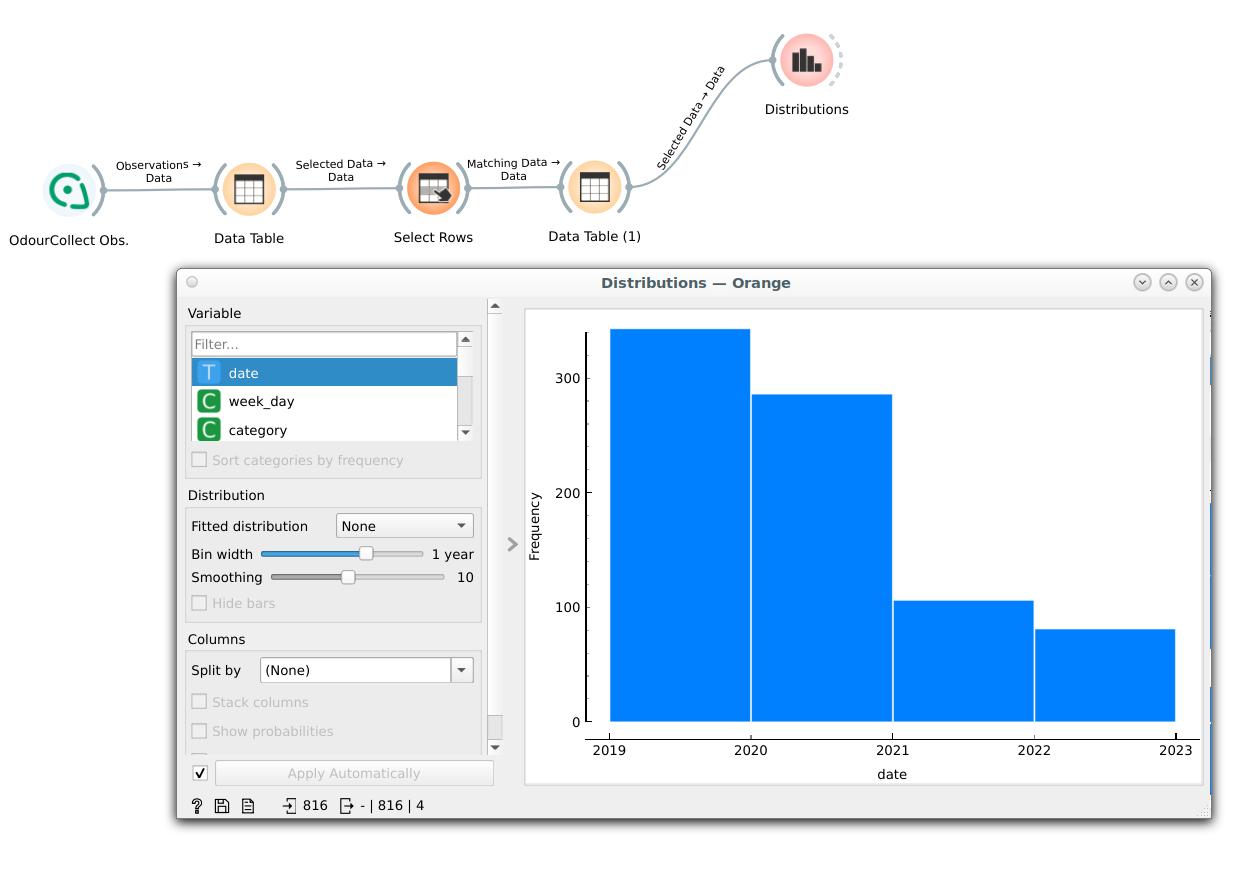 Distributions
Selected Data → Data
Observations →
Data
Selected Data →
Data
Matching Data →
Data
OdourCollect Obs.
Data Table
Select Rows
Data Table (1)
Distributions — Orange
Variable
Filter...
T date
C week_day
C category
Sort categories by frequency
Distribution
Fitted distribution None
Bin width 1 year
Smoothing 10
Hide bars
Columns
Split by (None)
Stack columns
Show probabilities
Apply Automatically
? 816 - | 816 | 4
Frequency
300
200
100
0
2019 2020 2021 2022 2023
date